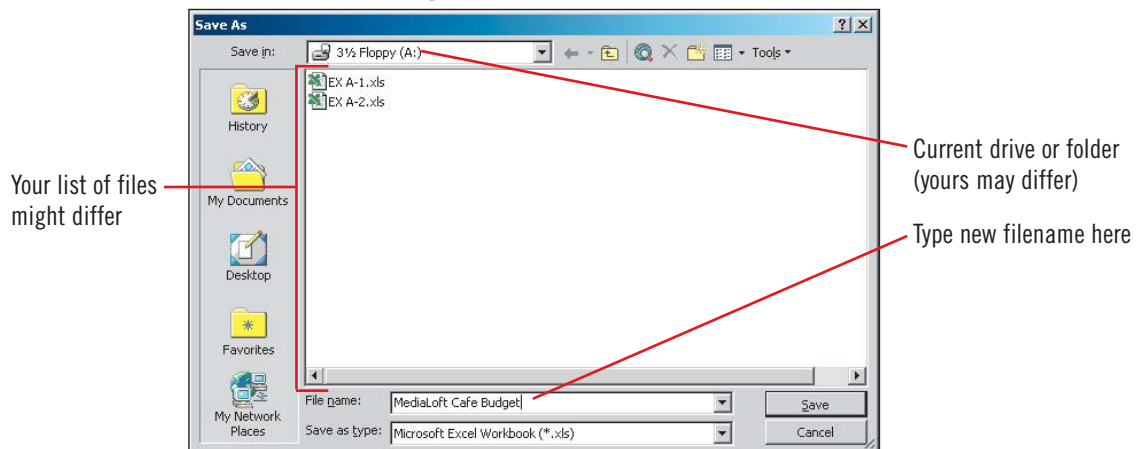 Save As
Save in:
3½ Floppy (A:)
Tools
EX A-1.xls
EX A-2.xls
History
My Documents
Desktop
Favorites
My Network
Places
File name:
MediaLoft Cafe Budget
Save
Save as type:
Microsoft Excel Workbook (*.xls)
Cancel
Your list of files
might differ
Current drive or folder
(yours may differ)
Type new filename here